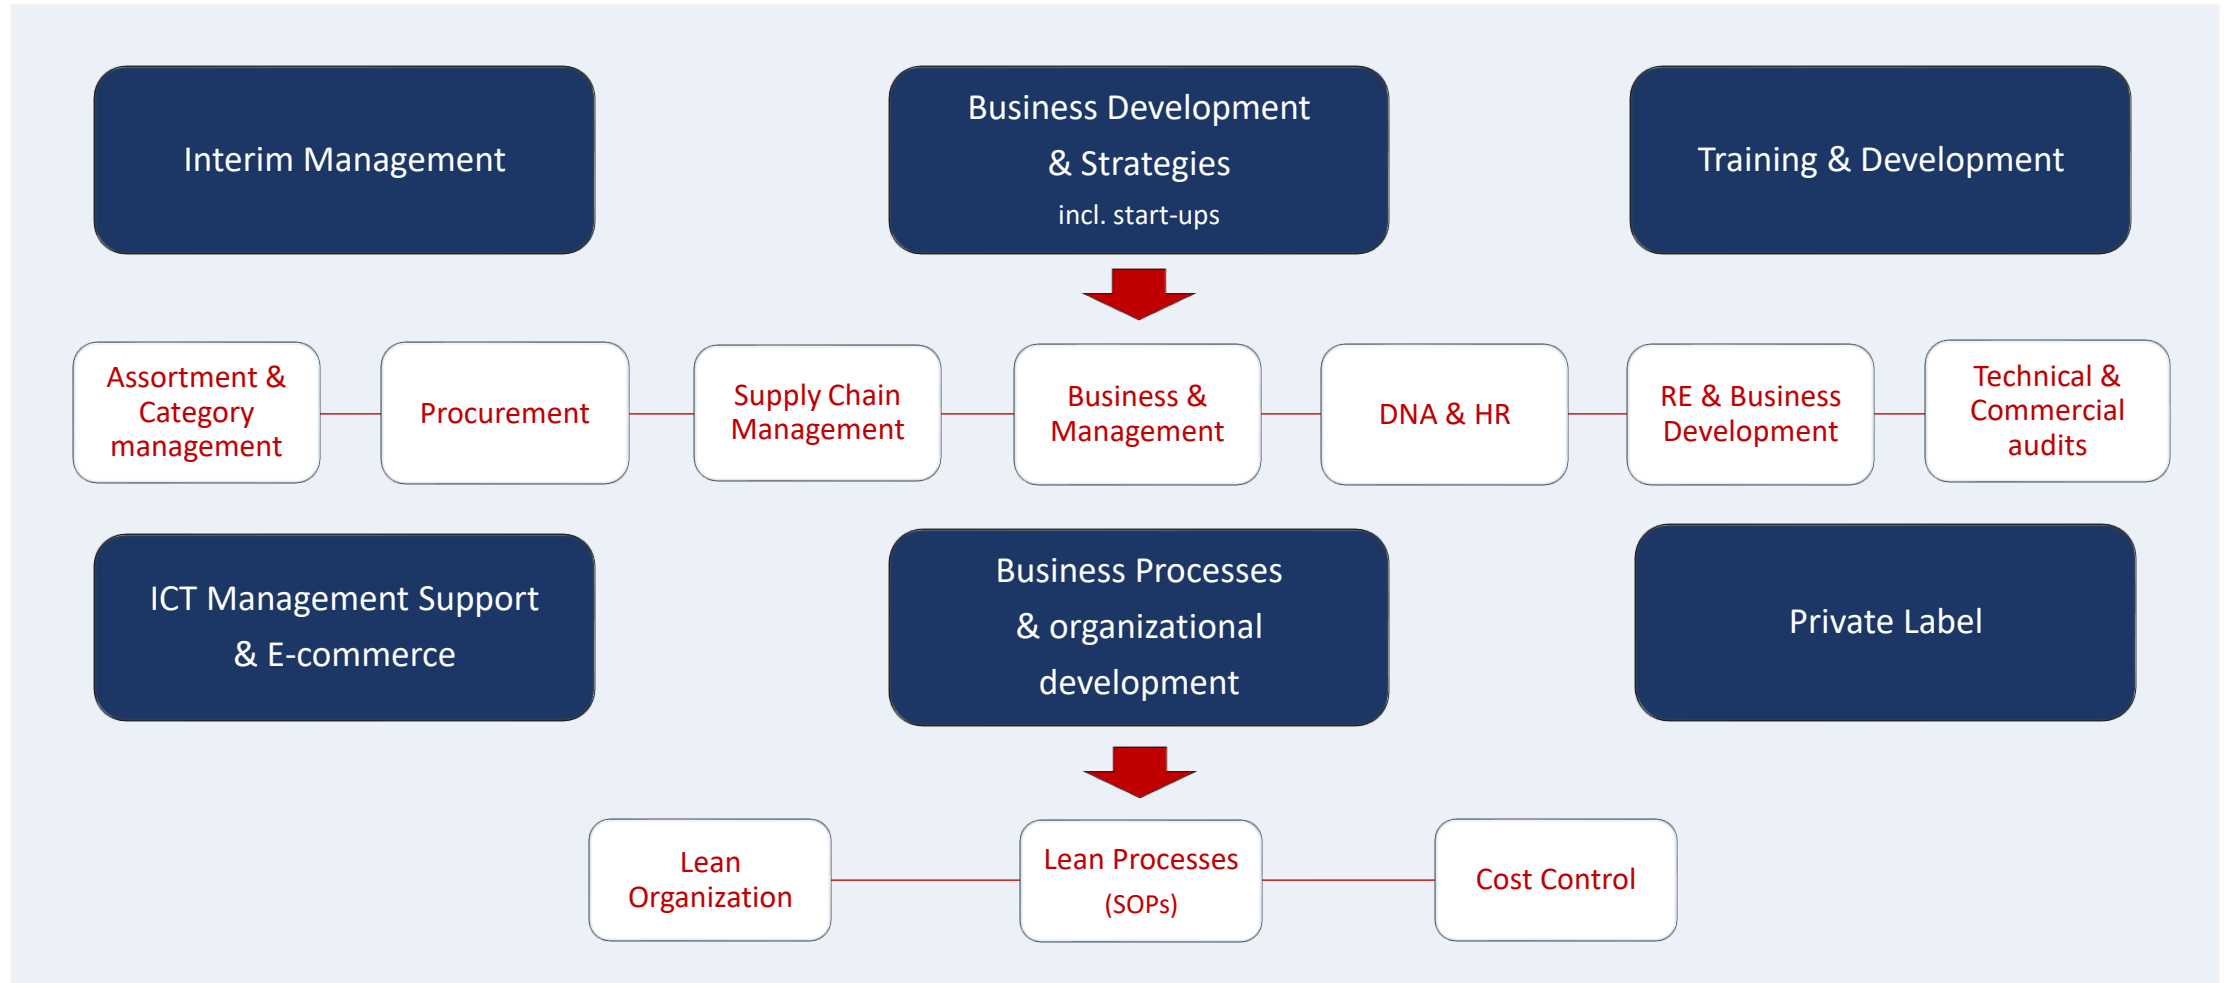 Interim Management
Business Development
& Strategies
incl. start-ups
Training & Development
Assortment &
Category
management
Procurement
Supply Chain
Management
Business &
Management
DNA & HR
RE & Business
Development
Technical &
Commercial
audits
ICT Management Support
& E-commerce
Business Processes
& organizational
development
Private Label
Lean
Organization
Lean Processes
(SOPs)
Cost Control